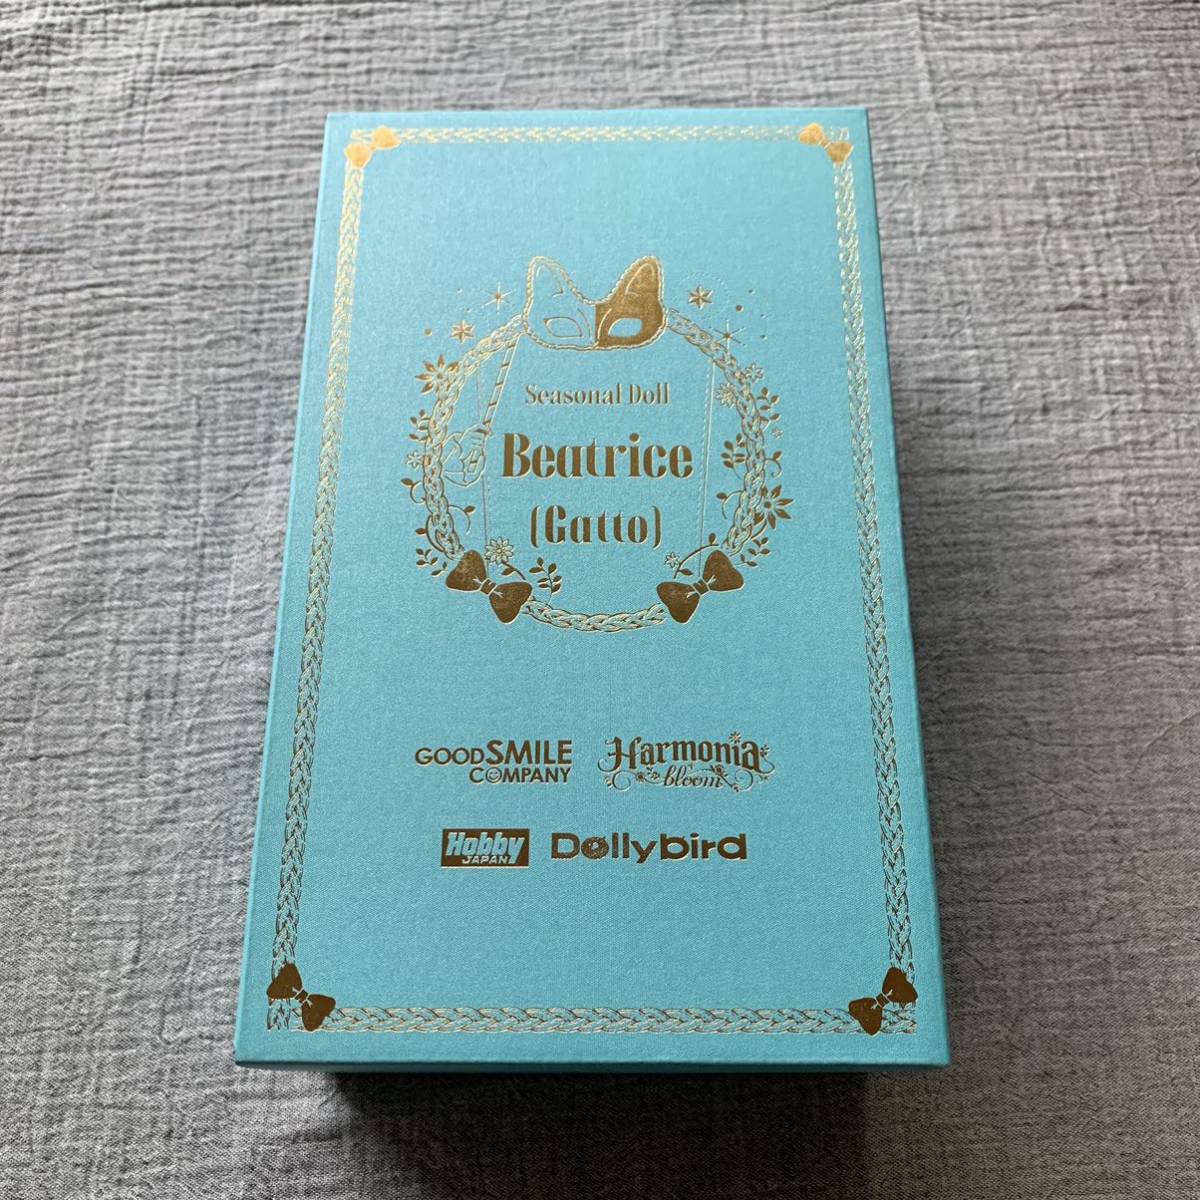 Seasonal Doll
Beatrice
(Gatto)
GOOD SMILE
COMPANY
Harmonia
bloom
Hobby
JAPAN
Dollybird